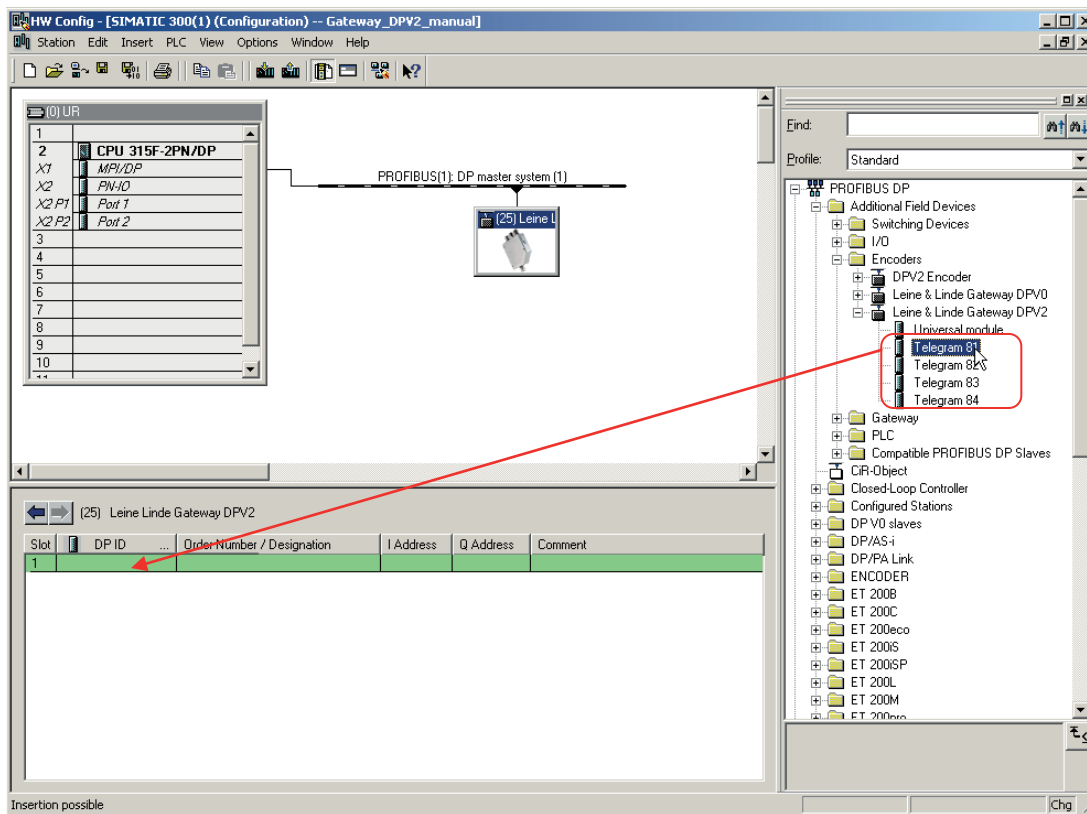 HW Config - [SIMATIC 300(1) (Configuration) -- Gateway_DPV2_manual]
Station Edit Insert PLC View Options Window Help
(0) UR
1
2 CPU 315F-2PN/DP
X1 MPI/DP
X2 PN-IO
X2 P1 Port 1
X2 P2 Port 2
3
4
5
6
7
8
9
10
11
PROFIBUS(1): DP master system (1)
(25) Leine L
Find:
Profile: Standard
PROFIBUS DP
Additional Field Devices
Switching Devices
I/O
Encoders
DPV2 Encoder
Leine & Linde Gateway DPV0
Leine & Linde Gateway DPV2
Universal module
Telegram 81
Telegram 82
Telegram 83
Telegram 84
Gateway
PLC
Compatible PROFIBUS DP Slaves
CiR-Object
Closed-Loop Controller
Configured Stations
DP V0 slaves
DP/AS-i
DP/PA Link
ENCODER
ET 200B
ET 200C
ET 200eco
ET 200iS
ET 200iSP
ET 200L
ET 200M
ET 200pro
(25) Leine Linde Gateway DPV2
Slot DP ID ... Order Number / Designation I Address Q Address Comment
1
Insertion possible
Chg